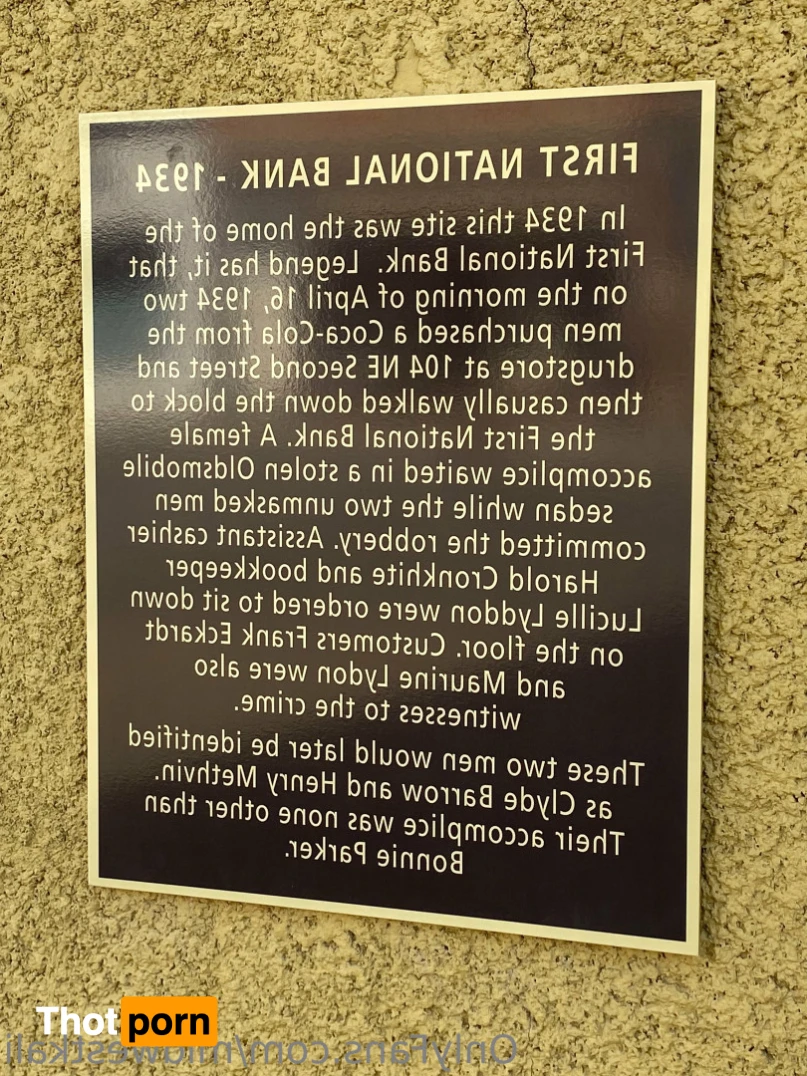 FIRST NATIONAL BANK - 1934
In 1934 this site was the home of the
First National Bank. Legend has it, that
on the morning of April 16, 1934 two
men purchased a Coca-Cola from the
drugstore at 104 NE Second Street and
then casually walked down the block to
the First National Bank. A female
accomplice waited in a stolen Oldsmobile
sedan while the two unmasked men
committed the robbery. Assistant cashier
Harold Cronkhite and bookkeeper
Lucille Lyddon were ordered to sit down
on the floor. Customers Frank Eckardt
and Maurine Lydon were also
witnesses to the crime.
These two men would later be identified
as Clyde Barrow and Henry Methvin.
Their accomplice was none other than
Bonnie Parker.
Thot porn